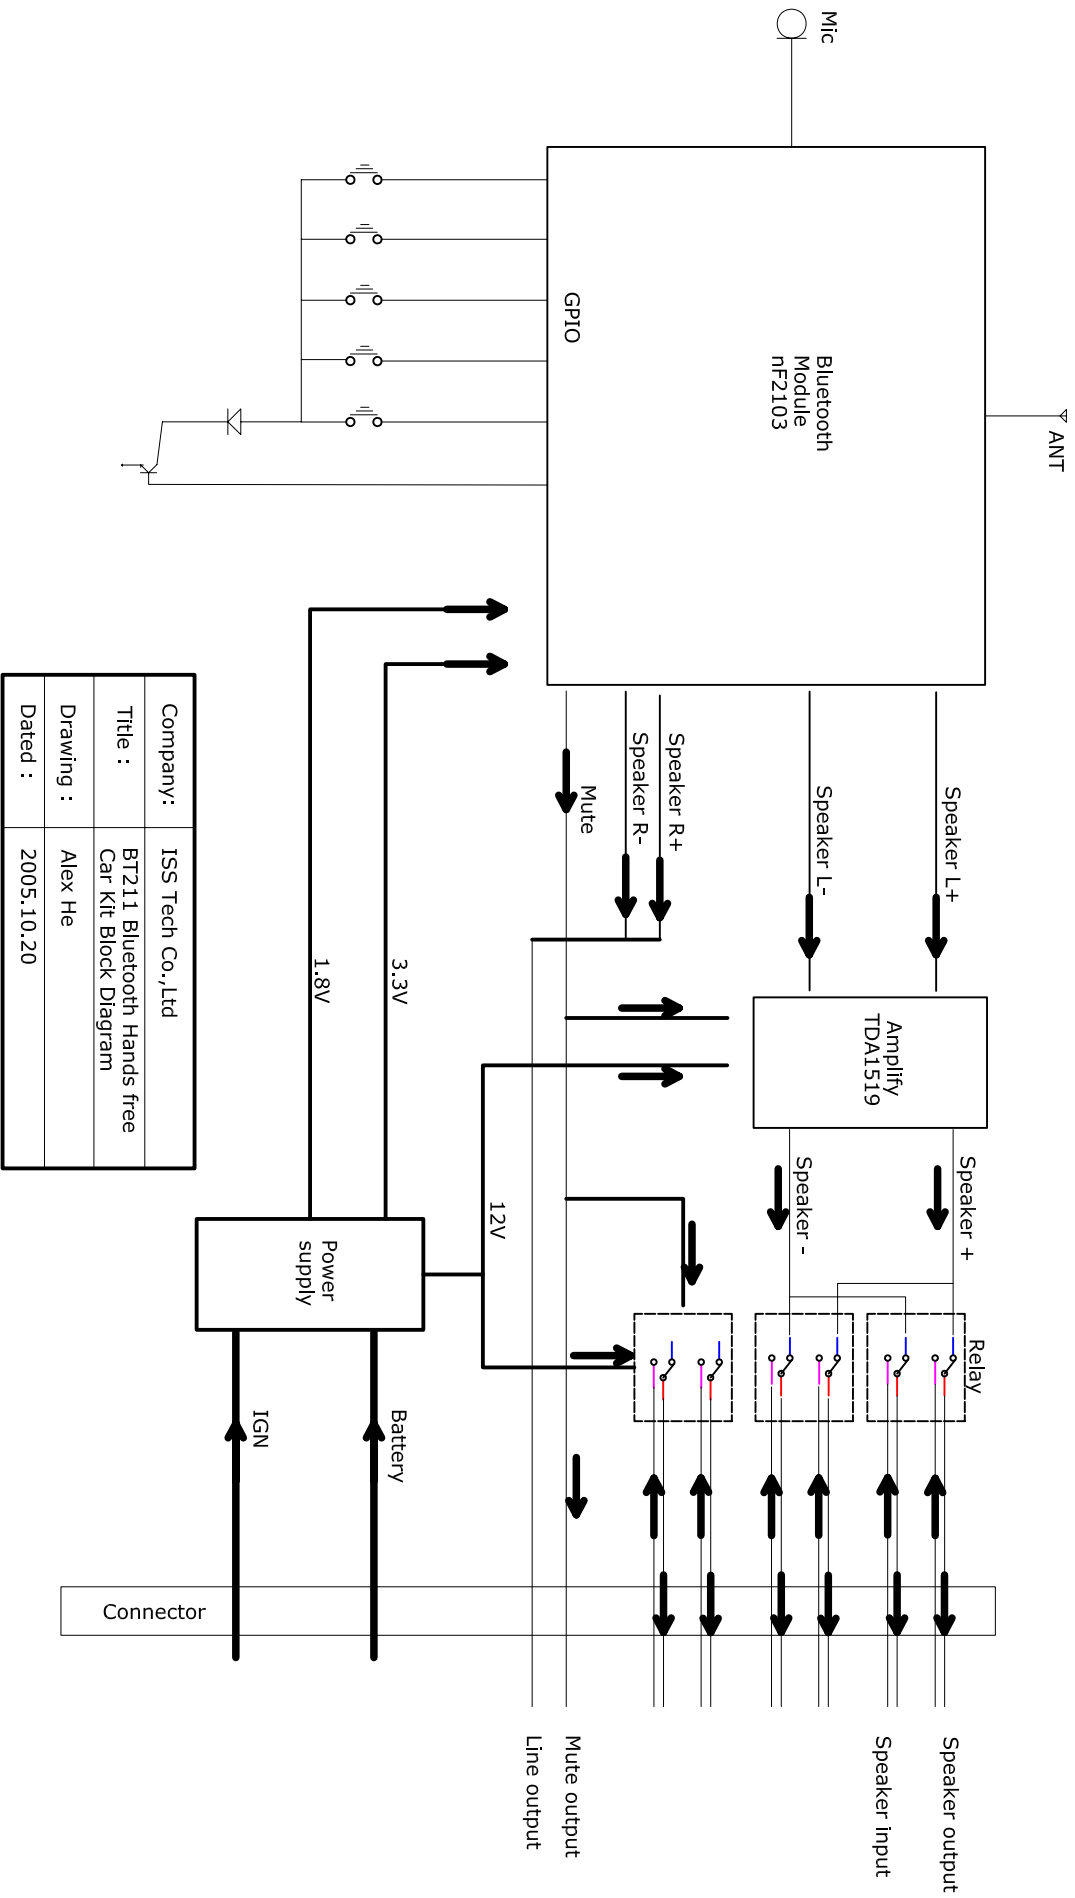 Mic
ANT
Bluetooth
Module
nF2103
GPIO
Speaker L+
Speaker L-
Speaker R+
Speaker R-
Mute
Amplify
TDA1519
Speaker +
Speaker -
Relay
3.3V
1.8V
12V
Power
supply
Battery
IGN
Connector
Speaker output
Speaker input
Mute output
Line output
Company: ISS Tech Co.,Ltd
Title : BT211 Bluetooth Hands free
Car Kit Block Diagram
Drawing : Alex He
Dated : 2005.10.20